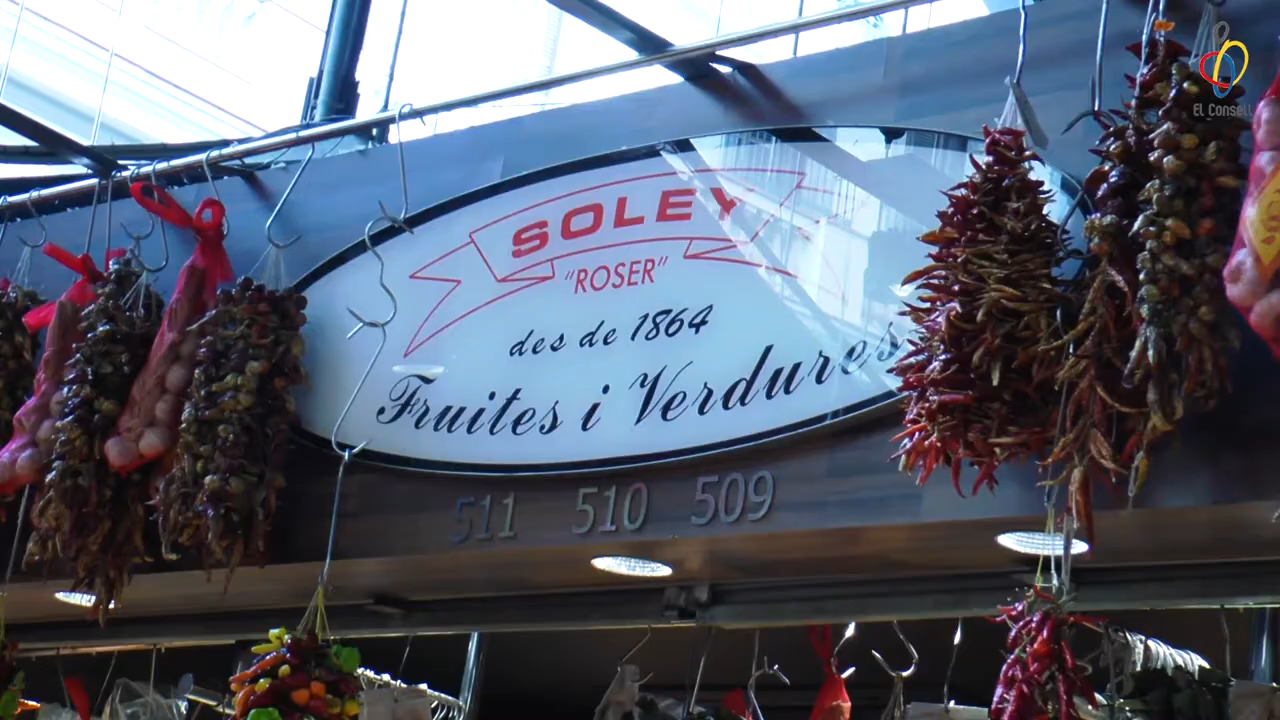 El Consell
SOLEY
"ROSER"
des de 1864
Fruites i Verdures
511 510 509